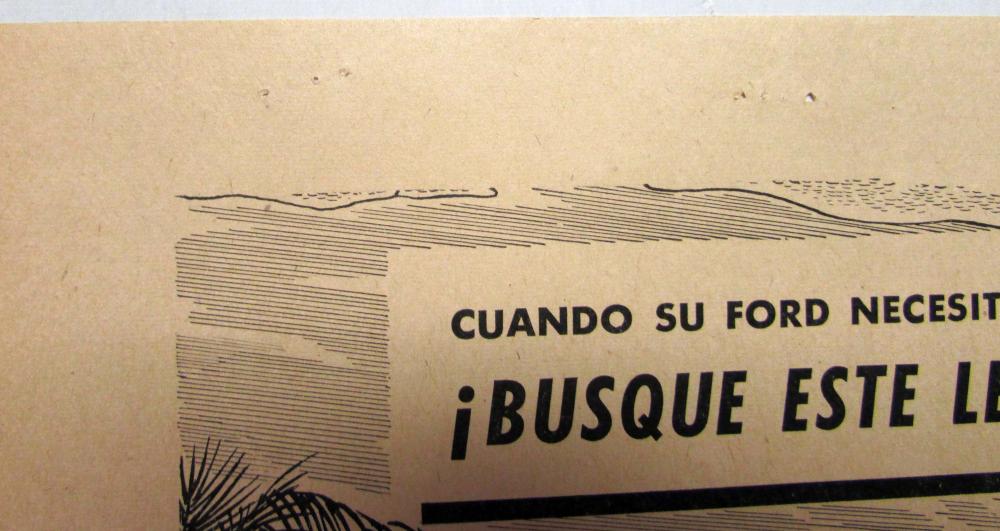 CUANDO SU FORD NECESIT
¡BUSQUE ESTE LE